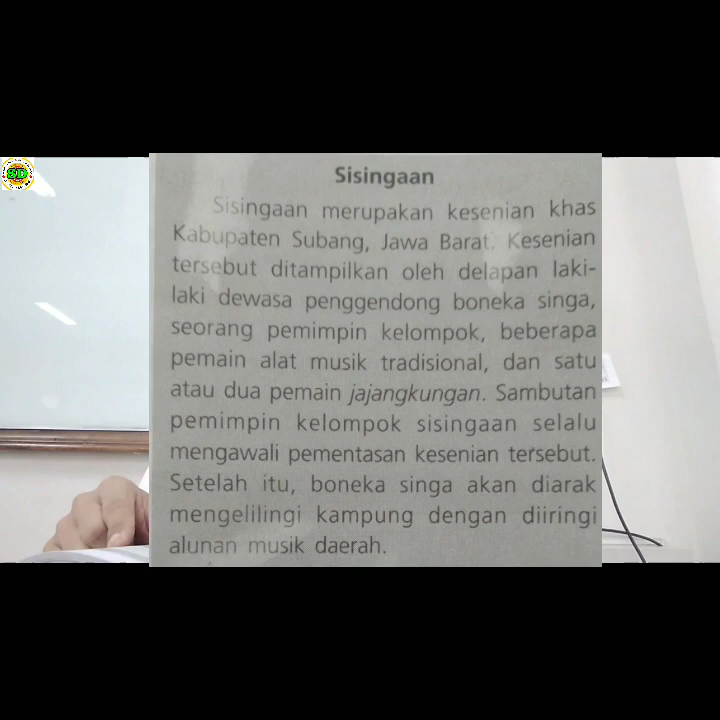 SD
Sisingaan
Sisingaan merupakan kesenian khas
Kabupaten Subang, Jawa Barat. Kesenian
tersebut ditampilkan oleh delapan laki-
laki dewasa penggendong boneka singa,
seorang pemimpin kelompok, beberapa
pemain alat musik tradisional, dan satu
atau dua pemain jajangkungan. Sambutan
pemimpin kelompok sisingaan selalu
mengawali pementasan kesenian tersebut.
Setelah itu, boneka singa akan diarak
mengelilingi kampung dengan diiringi
alunan musik daerah.